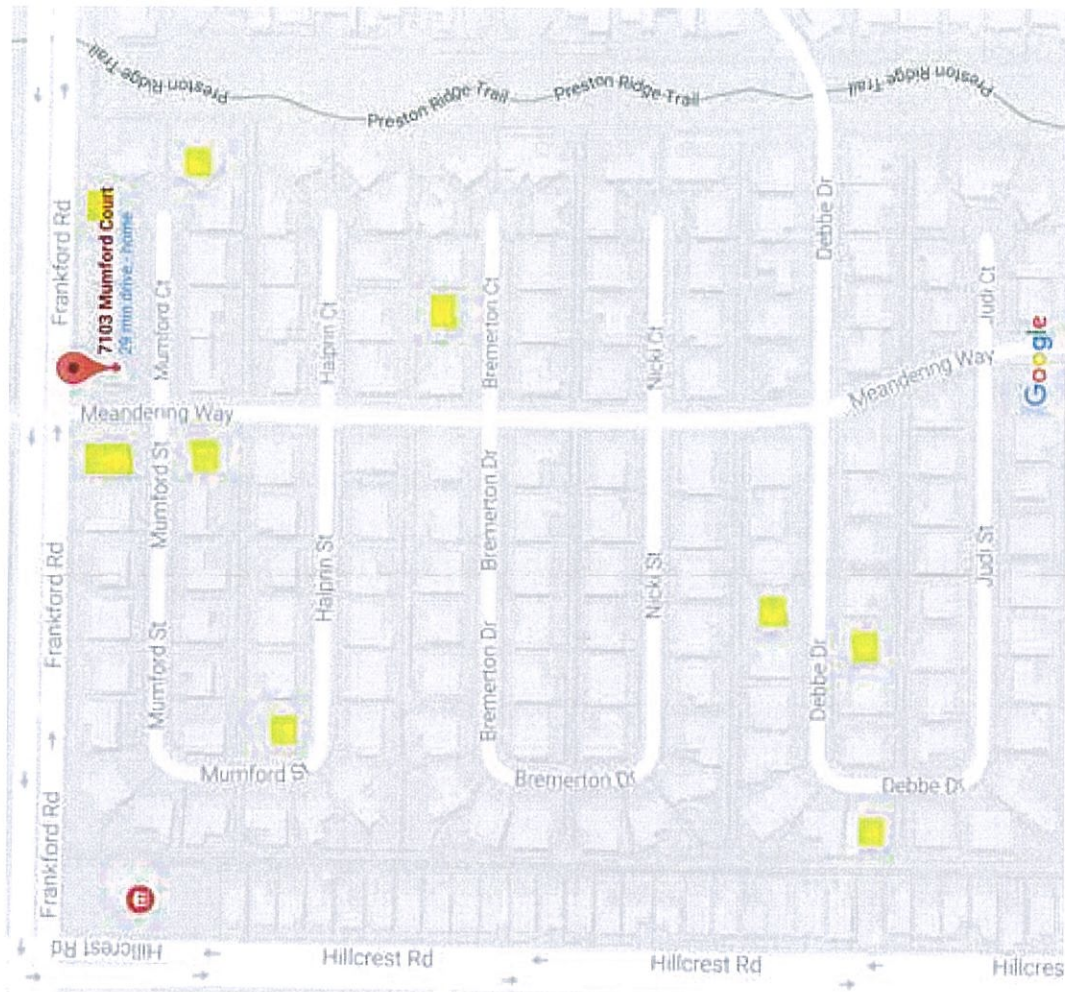 Preston Ridge Trail
Preston Ridge Trail
Preston Ridge Trail
Preston Ridge Trail
Frankford Rd
7103 Mumford Court
29 min drive - home
Mumford Ct
Halprin Ct
Bremerton Ct
Nicki Ct
Debbe Dr
Judi Ct
Google
Meandering Way
Meandering Way
Mumford St
Frankford Rd
Mumford St
Halprin St
Bremerton Dr
Bremerton Dr
Nicki St
Debbe Dr
Judi St
Mumford St
Bremerton Dr
Debbe Dr
Frankford Rd
Hillcrest Rd
Hillcrest Rd
Hillcrest Rd
Hillcres